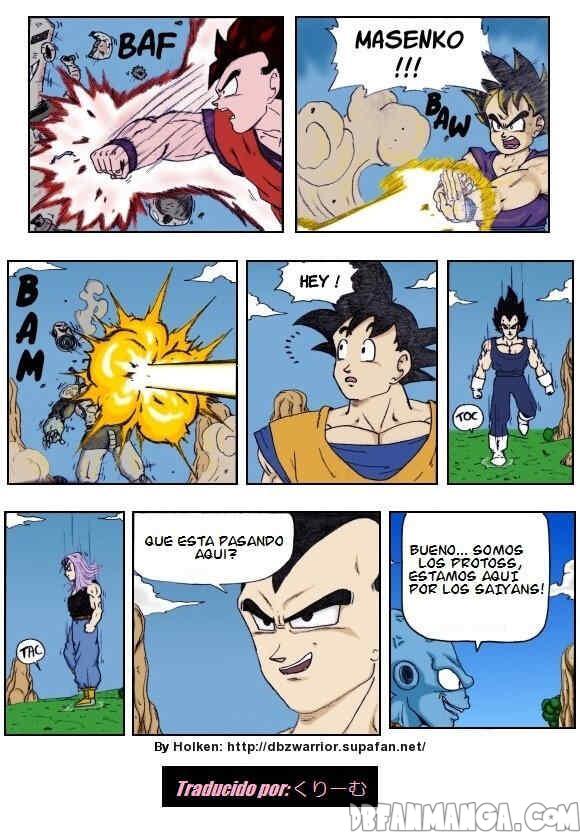 BAF
MASENKO
!!!
BAW
BAM
HEY !
TOC
TAC
QUE ESTA PASANDO
AQUI?
BUENO... SOMOS
LOS PROTOSS,
ESTAMOS AQUI
POR LOS SAIYANS!
By Holken: http://dbzwarrior.supafan.net/
Traducido por:くりーむ
DBFANMANGA.COM